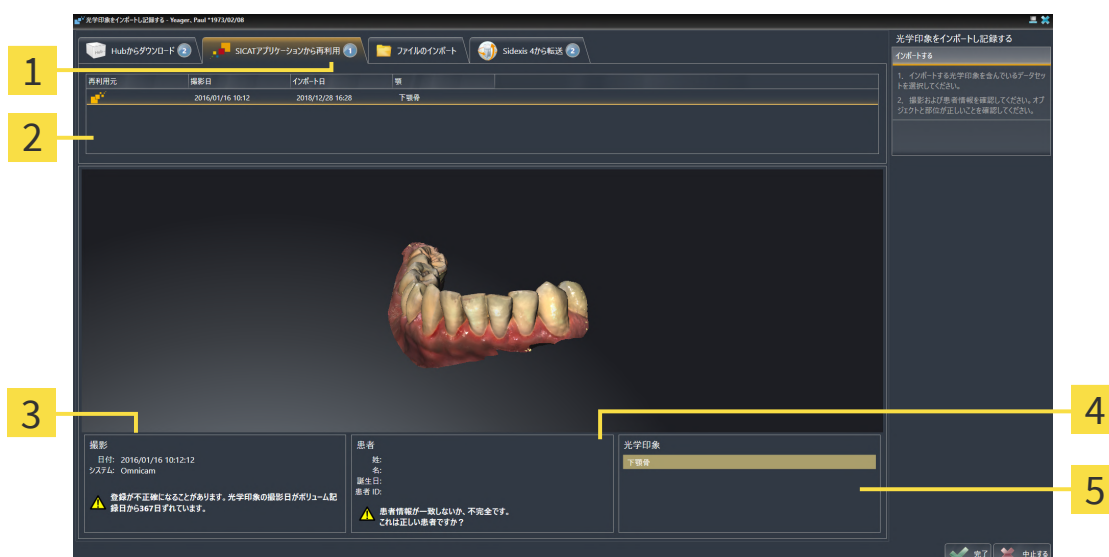 光学印象をインポートし記録する - Yeager, Paul *1973/02/08
Hubからダウンロード 2
SICATアプリケーションから再利用 1
ファイルのインポート
Sidexis 4から転送 2
1
再利用元 撮影日 インポート日 顎
2016/01/16 10:12 2018/12/28 16:28 下顎骨
2
光学印象をインポートし記録する
インポートする
1. インポートする光学印象を含んでいるデータセッ
トを選択してください。
2. 撮影および患者情報を確認してください。オブ
ジェクトと部位が正しいことを確認してください。
3
撮影
日付: 2016/01/16 10:12:12
システム: Omnicam
登録が不正確になることがあります。光学印象の撮影日がボリューム記
録日から367日ずれています。
患者
姓:
名:
誕生日:
患者 ID:
患者情報が一致しないか、不完全です。
これは正しい患者ですか？
4
光学印象
下顎骨
5
完了
中止する